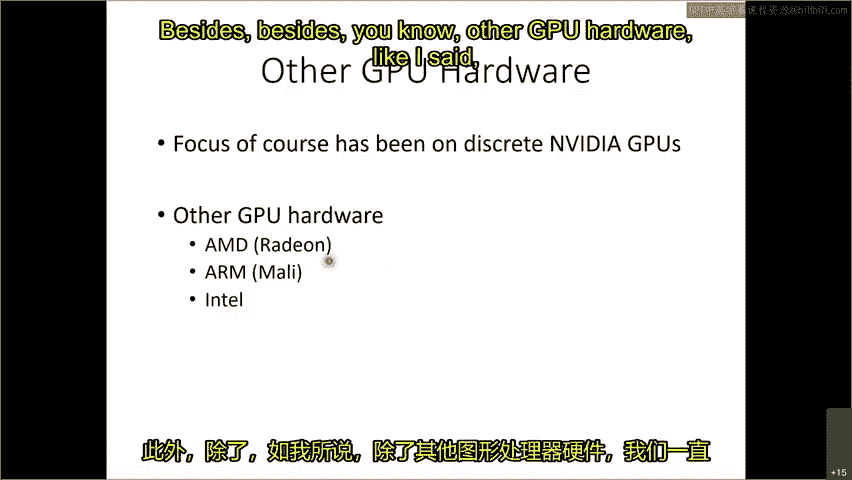 Besides, besides, you know, other GPU hardware,
like I said,
Other GPU Hardware
• Focus of course has been on discrete NVIDIA GPUs
• Other GPU hardware
• AMD (Radeon)
• ARM (Mali)
• Intel
此外，除了，如我所说，除了其他图形处理器硬件，我们一直
+15